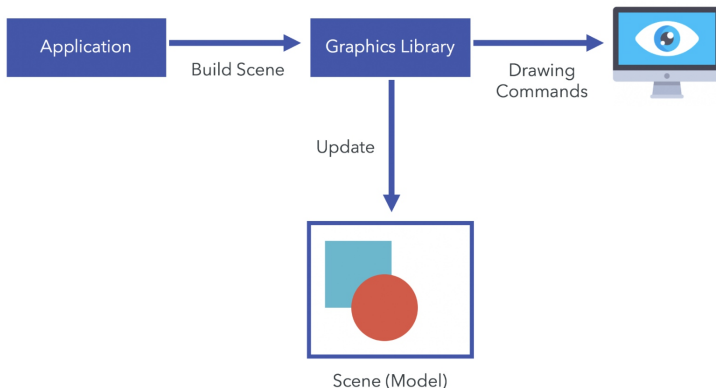 Application
Build Scene
Graphics Library
Drawing
Commands
Update
Scene (Model)